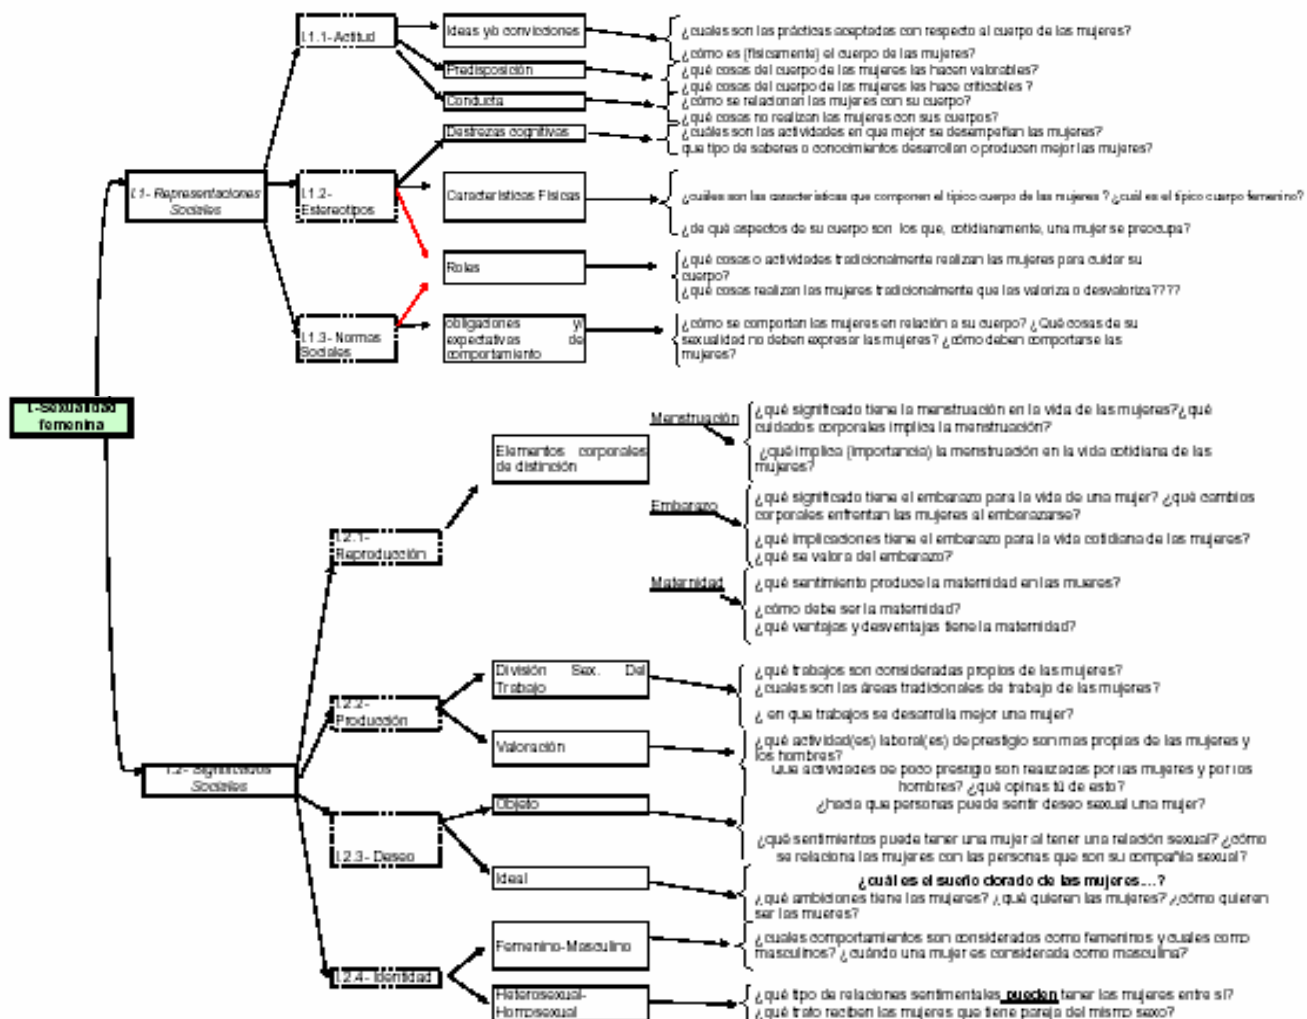 I.1.1- Actitud
Ideas y/o convicciones
¿cuales son las prácticas aceptadas con respecto al cuerpo de las mujeres?
¿cómo es (físicamente) el cuerpo de las mujeres?
Predisposición
¿qué cosas del cuerpo de las mujeres las hacen valorables?
¿qué cosas del cuerpo de las mujeres les hace criticables ?
Conducta
¿cómo se relacionan las mujeres con su cuerpo?
¿qué cosas no realizan las mujeres con sus cuerpos?
Destrezas cognitivas
¿cuáles son las actividades en que mejor se desempeñan las mujeres?
que tipo de saberes o conocimientos desarrollan o producen mejor las mujeres?
I.1- Representaciones
Sociales
I.1.2-
Estereotipos
Características Físicas
¿cuáles son las características que componen el típico cuerpo de las mujeres ? ¿cuál es el típico cuerpo femenino?
¿de qué aspectos de su cuerpo son los que, cotidianamente, una mujer se preocupa?
Roles
¿qué cosas o actividades tradicionalmente realizan las mujeres para cuidar su
cuerpo?
¿qué cosas realizan las mujeres tradicionalmente que las valoriza o desvaloriza????
I.1.3- Normas
Sociales
obligaciones y/
expectativas de
comportamiento
¿cómo se comportan las mujeres en relación a su cuerpo? ¿ Qué cosas de su
sexualidad no deben expresar las mujeres? ¿cómo deben comportarse las
mujeres?
I.-Sexualidad
femenina
Elementos corporales
de distinción
Menstruación
¿qué significado tiene la menstruación en la vida de las mujeres?¿qué
cuidados corporales implica la menstruación?
¿qué implica (importancia) la menstruación en la vida cotidiana de las
mujeres?
Embarazo
¿qué significado tiene el embarazo para la vida de una mujer? ¿qué cambios
corporales enfrentan las mujeres al embarazarse?
¿qué implicaciones tiene el embarazo para la vida cotidiana de las mujeres?
¿qué se valora del embarazo?
I.2.1-
Reproducción
Maternidad
¿qué sentimiento produce la maternidad en las mueres?
¿cómo debe ser la maternidad?
¿qué ventajas y desventajas tiene la maternidad?
I.2.2-
Producción
División Sex. Del
Trabajo
¿qué trabajos son consideradas propios de las mujeres?
¿cuales son las áreas tradicionales de trabajo de las mujeres?
¿ en que trabajos se desarrolla mejor una mujer?
Valoración
¿qué actividad(es) laboral(es) de prestigio son mas propias de las mujeres y
los hombres?
que actividades de poco prestigio son realizadas por las mujeres y por los
hombres? ¿qué opinas tú de esto?
I.2- Significados
Sociales
I.2.3- Deseo
Objeto
¿hacia que personas puede sentir deseo sexual una mujer?
¿qué sentimientos puede tener una mujer al tener una relación sexual? ¿cómo
se relaciona las mujeres con las personas que son su compañía sexual?
Ideal
¿cuál es el sueño dorado de las mujeres....?
¿qué ambiciones tiene las mujeres? ¿qué quieren las mujeres? ¿cómo quieren
ser las mueres?
I.2.4- Identidad
Femenino-Masculino
¿cuales comportamientos son considerados como femeninos y cuales como
masculinos? ¿cuándo una mujer es considerada como masculina?
Heterosexual-
Homosexual
¿qué tipo de relaciones sentimentales pueden tener las mujeres entre sí?
¿qué trato reciben las mujeres que tiene pareja del mismo sexo?